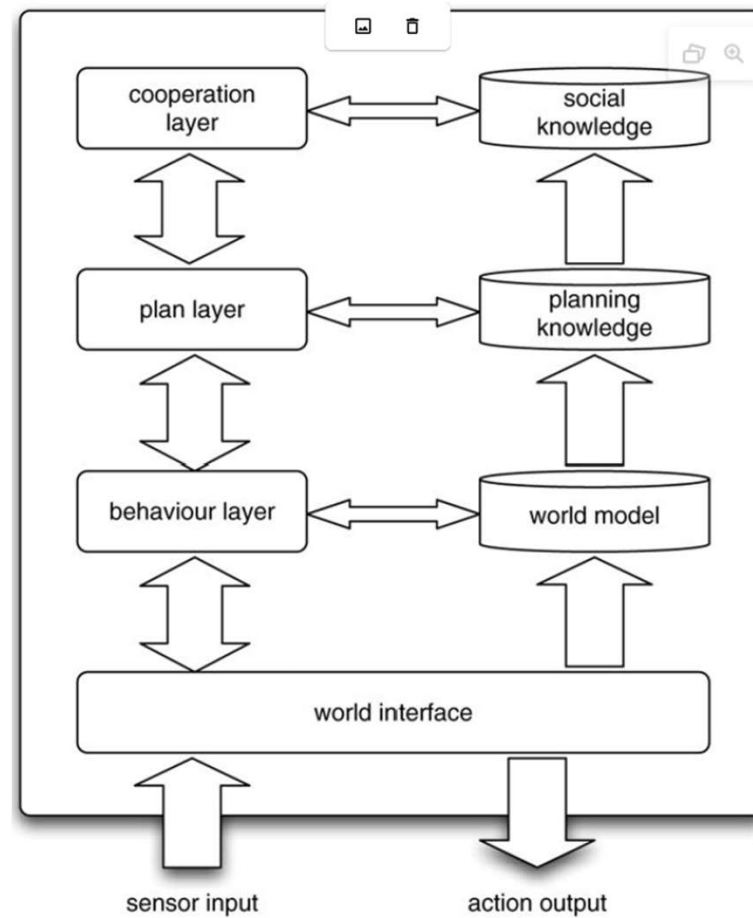 cooperation
layer
social
knowledge
plan layer
planning
knowledge
behaviour layer
world model
world interface
sensor input
action output